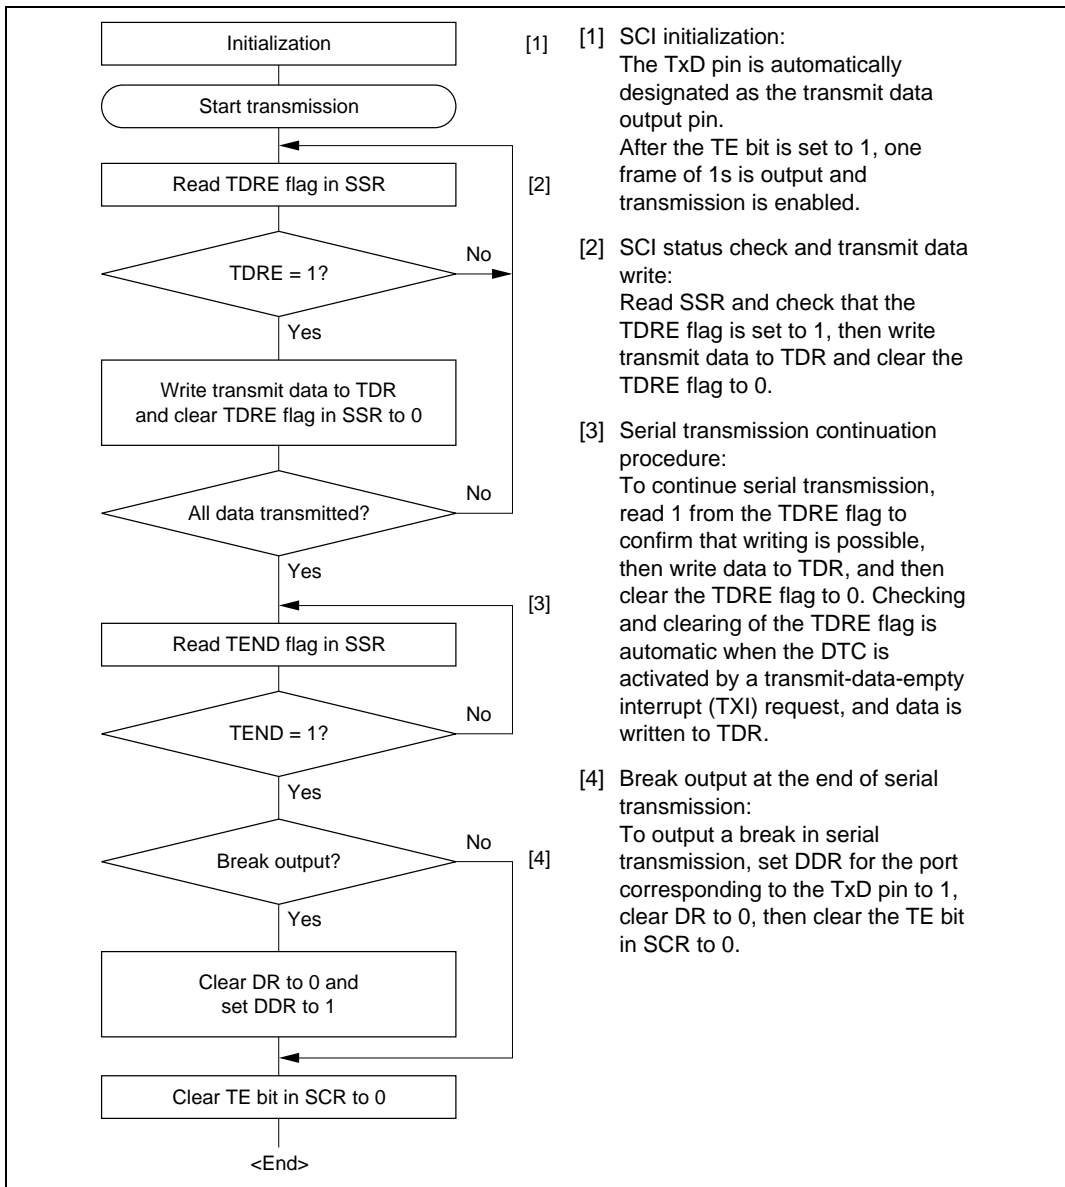 Initialization
[1]
Start transmission
Read TDRE flag in SSR
[2]
TDRE = 1?
No
Yes
Write transmit data to TDR
and clear TDRE flag in SSR to 0
All data transmitted?
No
Yes
[3]
Read TEND flag in SSR
TEND = 1?
No
Yes
Break output?
No
[4]
Yes
Clear DR to 0 and
set DDR to 1
Clear TE bit in SCR to 0
<End>
[1] SCI initialization:
The TxD pin is automatically
designated as the transmit data
output pin.
After the TE bit is set to 1, one
frame of 1s is output and
transmission is enabled.
[2] SCI status check and transmit data
write:
Read SSR and check that the
TDRE flag is set to 1, then write
transmit data to TDR and clear the
TDRE flag to 0.
[3] Serial transmission continuation
procedure:
To continue serial transmission,
read 1 from the TDRE flag to
confirm that writing is possible,
then write data to TDR, and then
clear the TDRE flag to 0. Checking
and clearing of the TDRE flag is
automatic when the DTC is
activated by a transmit-data-empty
interrupt (TXI) request, and data is
written to TDR.
[4] Break output at the end of serial
transmission:
To output a break in serial
transmission, set DDR for the port
corresponding to the TxD pin to 1,
clear DR to 0, then clear the TE bit
in SCR to 0.